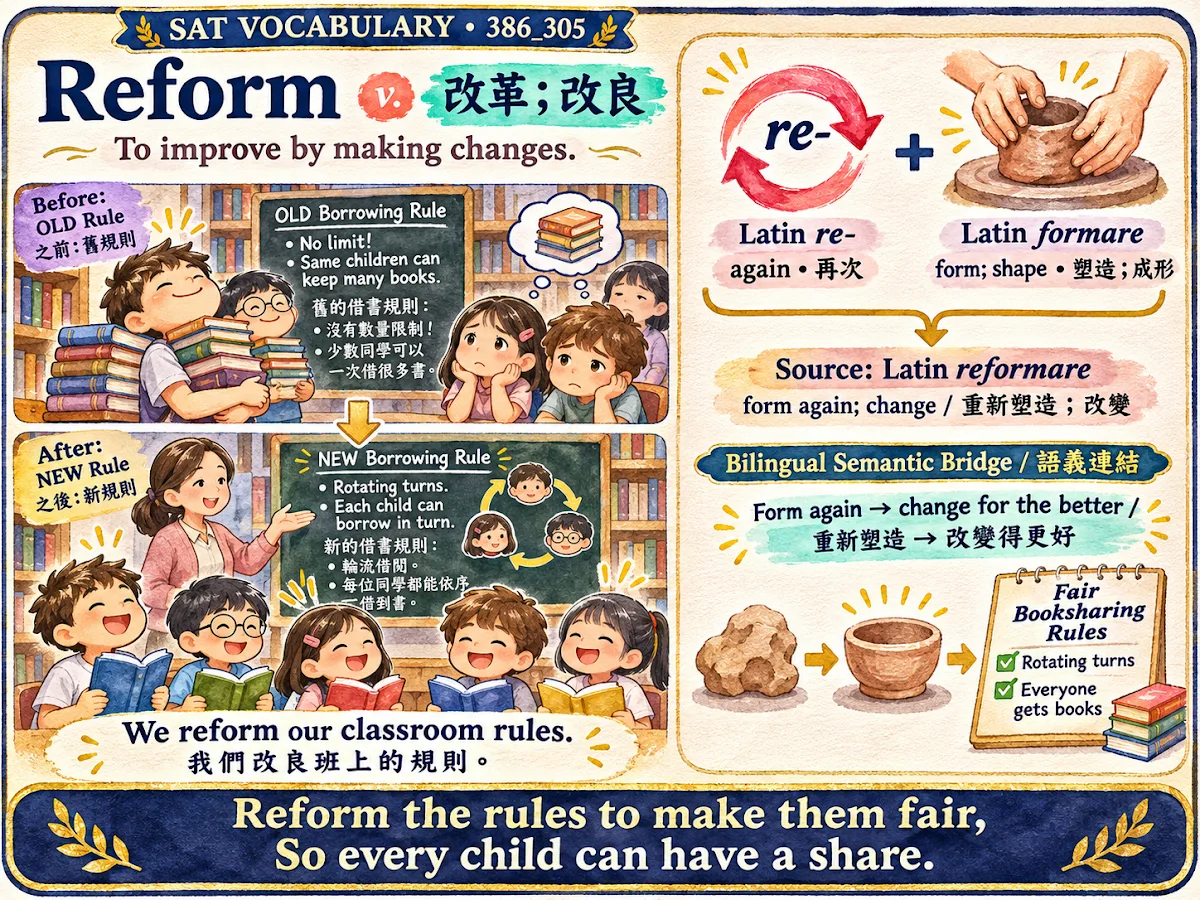 SAT VOCABULARY • 386_305
Reform v. 改革；改良
To improve by making changes.
Before:
OLD Rule
之前：舊規則
OLD Borrowing Rule
• No limit!
• Same children can
keep many books.
舊的借書規則：
• 沒有數量限制！
• 少數同學可以
一次借很多書。
After:
NEW Rule
之後：新規則
NEW Borrowing Rule
• Rotating turns.
• Each child can
borrow in turn.
新的借書規則：
• 輪流借閱。
• 每位同學都能依序
一借到書。
We reform our classroom rules.
我們改良班上的規則。
re-
+
Latin re-
again • 再次
Latin formare
form; shape • 塑造；成形
Source: Latin reformare
form again; change / 重新塑造；改變
Bilingual Semantic Bridge / 語義連結
Form again → change for the better /
重新塑造 → 改變得更好
Fair
Booksharing
Rules
Rotating turns
Everyone
gets books
Reform the rules to make them fair,
So every child can have a share.